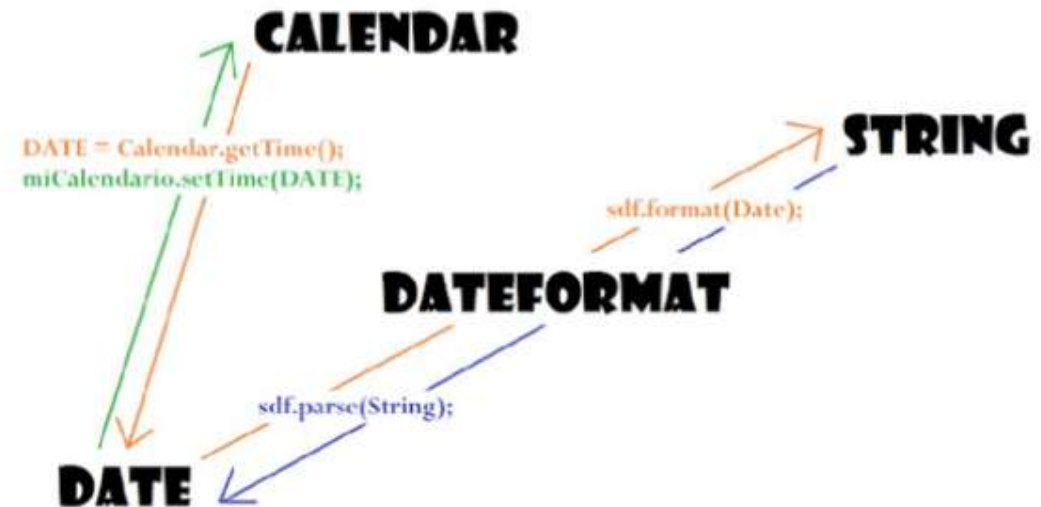 CALENDAR
DATE = Calendar.getTime();
miCalendario.setTime(DATE);
STRING
sdf.format(Date);
DATEFORMAT
sdf.parse(String);
DATE